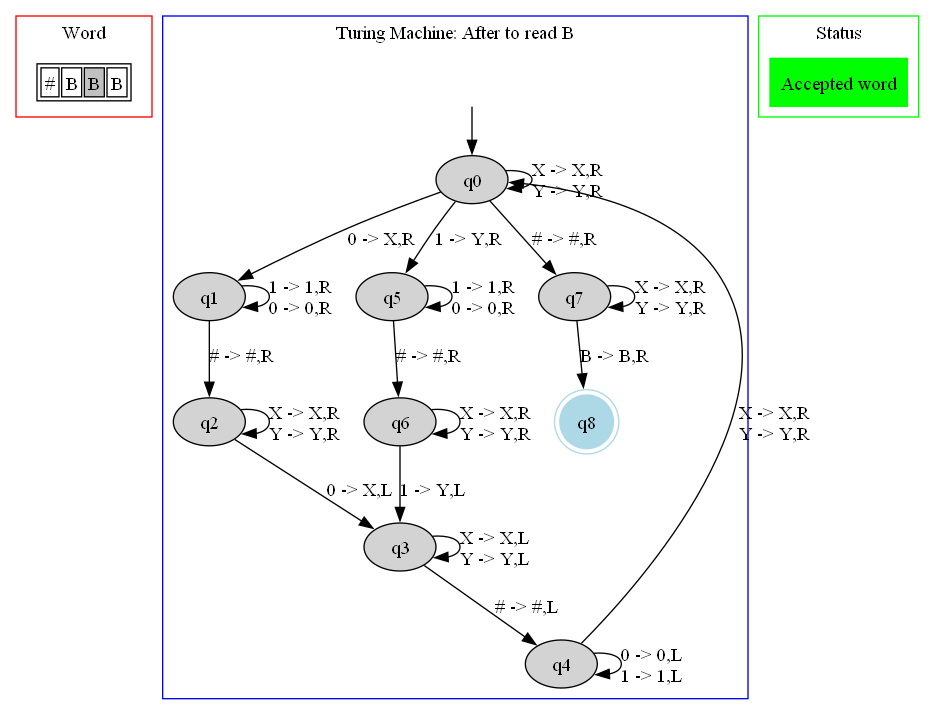 Word
# B B B
Turing Machine: After to read B
Status
Accepted word
q0
X -> X,R
Y -> Y,R
0 -> X,R
1 -> Y,R
# -> #,R
q1
1 -> 1,R
0 -> 0,R
q5
1 -> 1,R
0 -> 0,R
q7
X -> X,R
Y -> Y,R
# -> #,R
# -> #,R
B -> B,R
q2
X -> X,R
Y -> Y,R
q6
X -> X,R
Y -> Y,R
q8
X -> X,R
Y -> Y,R
0 -> X,L
1 -> Y,L
q3
X -> X,L
Y -> Y,L
# -> #,L
q4
0 -> 0,L
1 -> 1,L